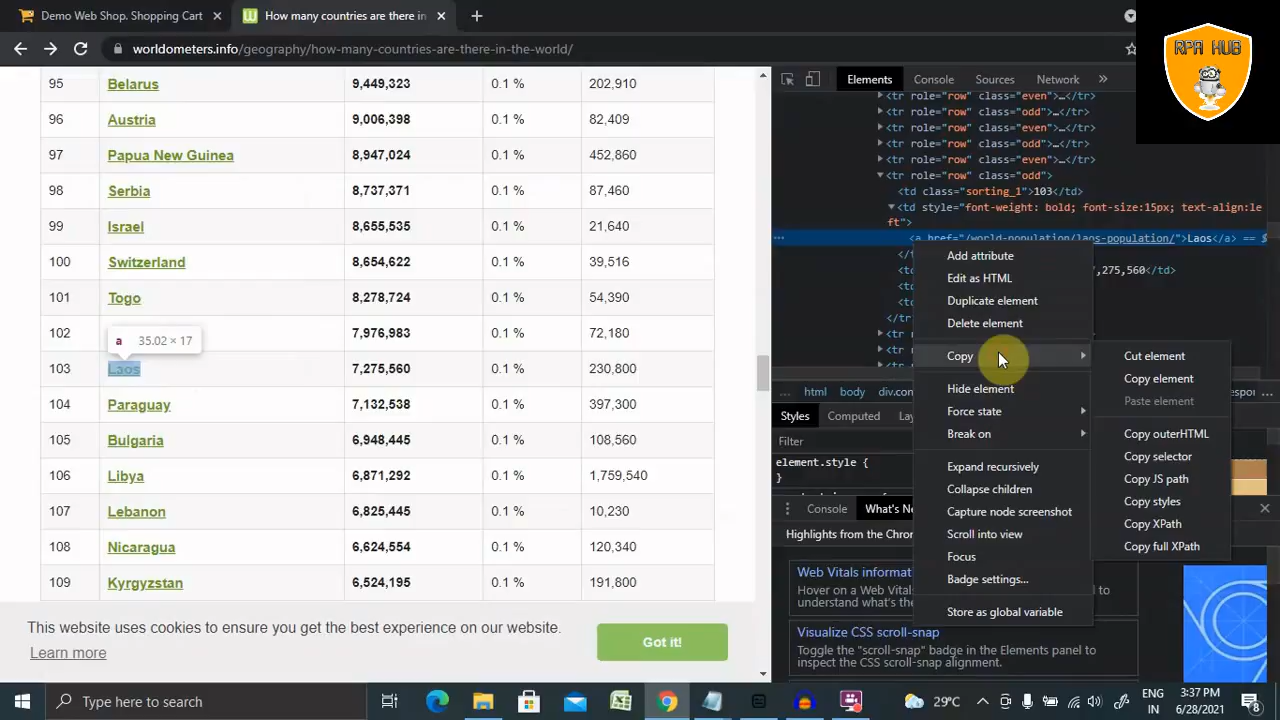 Demo Web Shop. Shopping Cart
How many countries are there in
worldometers.info/geography/how-many-countries-are-there-in-the-world/
RPA HUB
95 Belarus 9,449,323 0.1 % 202,910
96 Austria 9,006,398 0.1 % 82,409
97 Papua New Guinea 8,947,024 0.1 % 452,860
98 Serbia 8,737,371 0.1 % 87,460
99 Israel 8,655,535 0.1 % 21,640
100 Switzerland 8,654,622 0.1 % 39,516
101 Togo 8,278,724 0.1 % 54,390
102 7,976,983 0.1 % 72,180
a 35.02 × 17
103 Laos 7,275,560 0.1 % 230,800
104 Paraguay 7,132,538 0.1 % 397,300
105 Bulgaria 6,948,445 0.1 % 108,560
106 Libya 6,871,292 0.1 % 1,759,540
107 Lebanon 6,825,445 0.1 % 10,230
108 Nicaragua 6,624,554 0.1 % 120,340
109 Kyrgyzstan 6,524,195 0.1 % 191,800
This website uses cookies to ensure you get the best experience on our website.
Learn more
Got it!
Elements Console Sources Network »
<tr role="row" class="even">…</tr>
<tr role="row" class="odd">…</tr>
<tr role="row" class="even">…</tr>
<tr role="row" class="odd">…</tr>
<tr role="row" class="even">…</tr>
<tr role="row" class="odd">
<td class="sorting_1">103</td>
<td style="font-weight: bold; font-size:15px; text-align:le
ft">
<a href="/world-population/laos-population/">Laos</a> == $
</t
<td ,275,560</td>
<td
<td
</tr
<tr
<tr
<tr
html body div.con respor ...
Styles Computed Lay
Filter
element.style {
}
Console What's Ne
Highlights from the Chron
Web Vitals informat
Hover on a Web Vitals to
understand what's the
Visualize CSS scroll-snap
Toggle the "scroll-snap" badge in the Elements panel to
inspect the CSS scroll-snap alignment.
Add attribute
Edit as HTML
Duplicate element
Delete element
Copy
Hide element
Force state
Break on
Expand recursively
Collapse children
Capture node screenshot
Scroll into view
Focus
Badge settings...
Store as global variable
Cut element
Copy element
Paste element
Copy outerHTML
Copy selector
Copy JS path
Copy styles
Copy XPath
Copy full XPath
Type here to search
29°C
ENG
IN
3:37 PM
6/28/2021
8